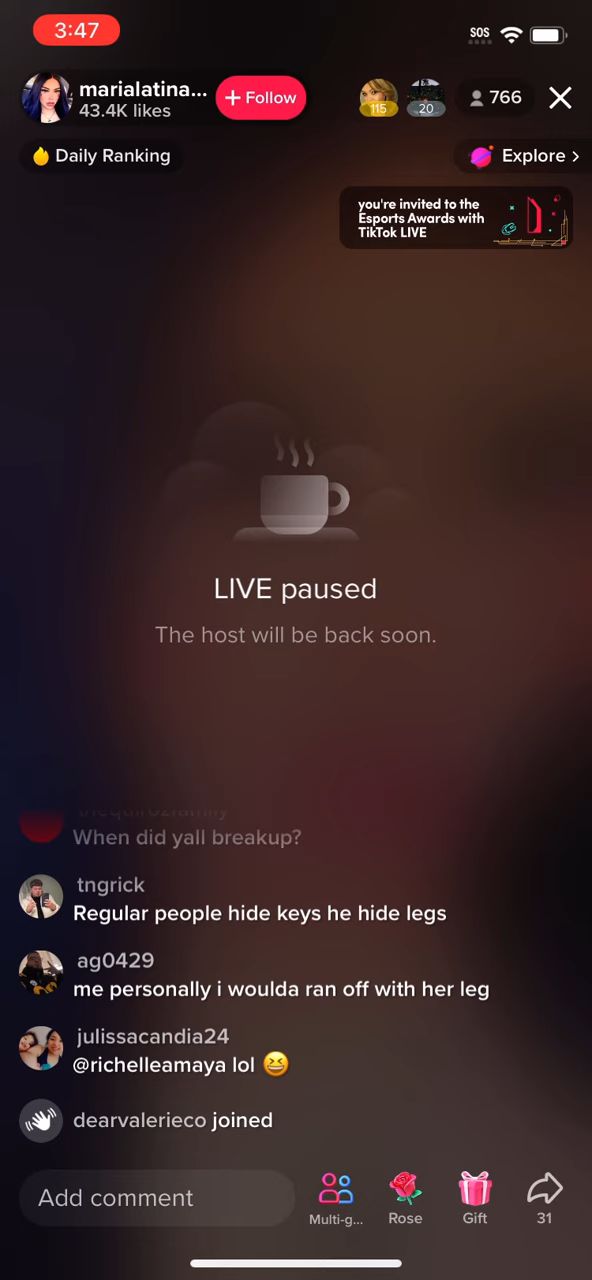 3:47
SOS
marialatina...
43.4K likes
+ Follow
115
20
766
Daily Ranking
Explore >
you're invited to the
Esports Awards with
TikTok LIVE
LIVE paused
The host will be back soon.
When did yall breakup?
tngrick
Regular people hide keys he hide legs
ag0429
me personally i woulda ran off with her leg
julissacandia24
@richelleamaya lol 😆
dearvalerieco joined
Add comment
Multi-g...
Rose
Gift
31